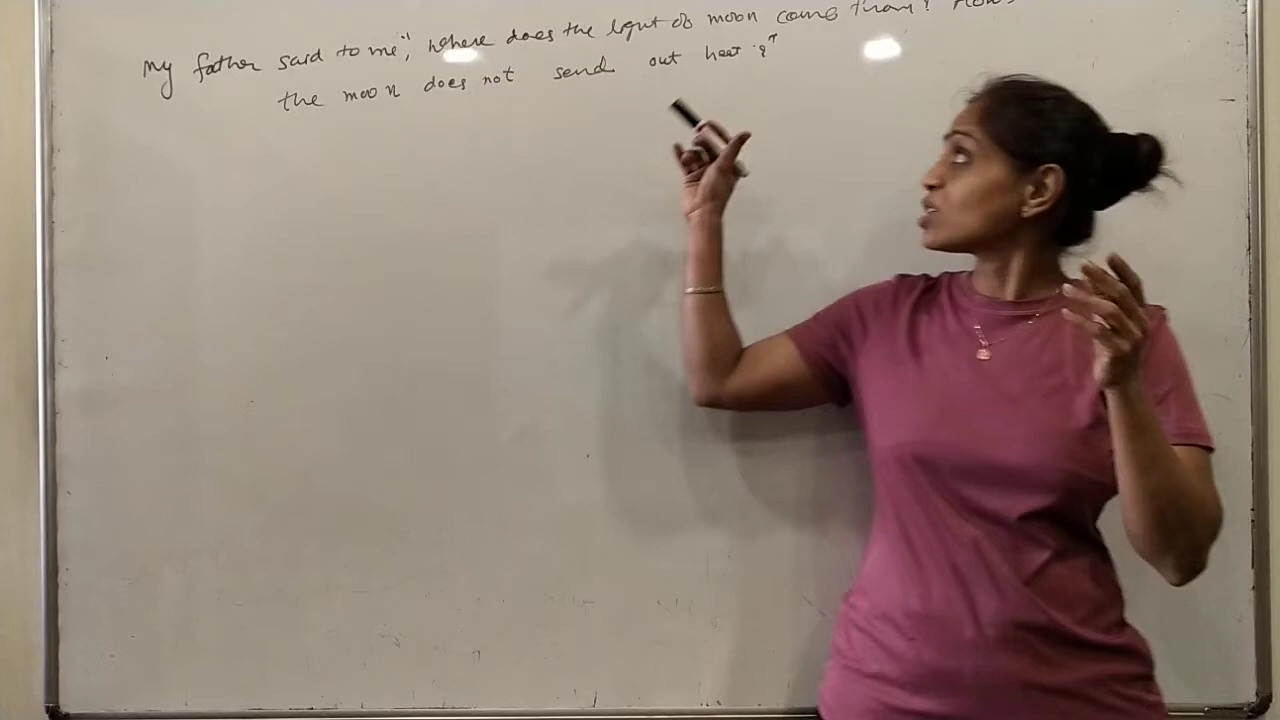 My father said to me", where does the light of moon come from? How
the moon does not send out heat ?"